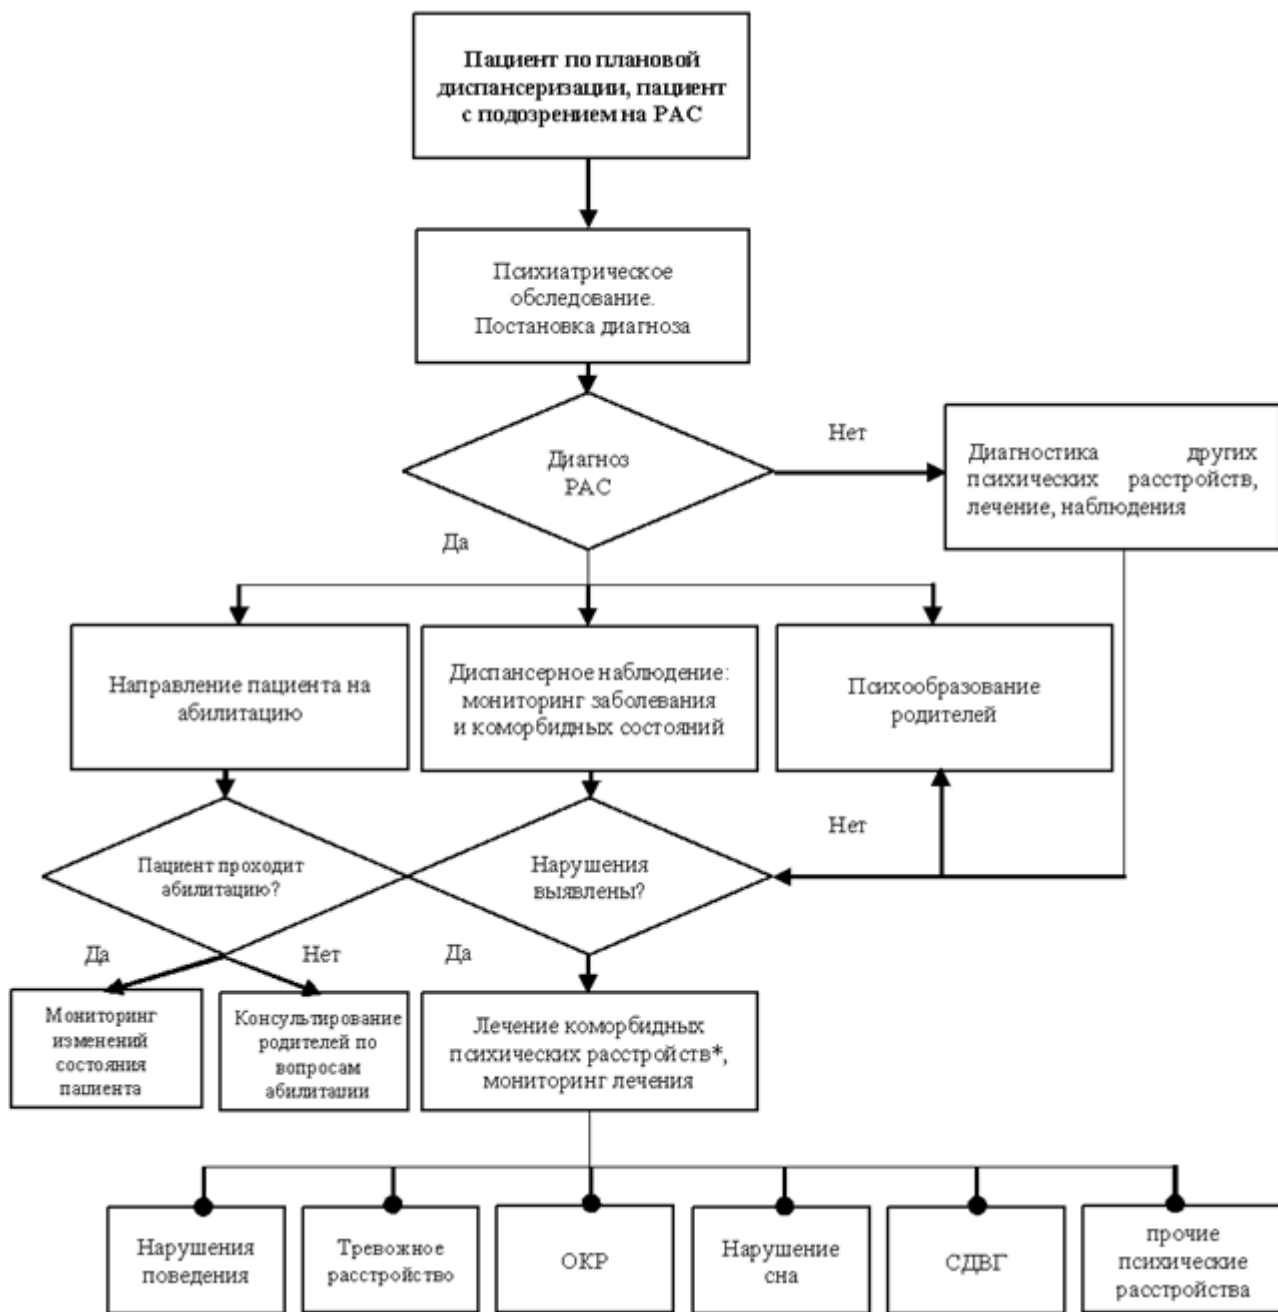 Пациент по плановой
диспансеризации, пациент
с подозрением на РАС
Психиатрическое
обследование.
Постановка диагноза
Диагноз
РАС
Нет
Диагностика других
психических расстройств,
лечение, наблюдения
Да
Направление пациента на
абилитацию
Диспансерное наблюдение:
мониторинг заболевания
и коморбидных состояний
Психообразование
родителей
Пациент проходит
абилитацию?
Нарушения
выявлены?
Нет
Да
Нет
Да
Мониторинг
изменений
состояния
пациента
Консультирование
родителей по
вопросам
абилитации
Лечение коморбидных
психических расстройств*,
мониторинг лечения
Нарушения
поведения
Тревожное
расстройство
ОКР
Нарушение
сна
СДВГ
прочие
психические
расстройства